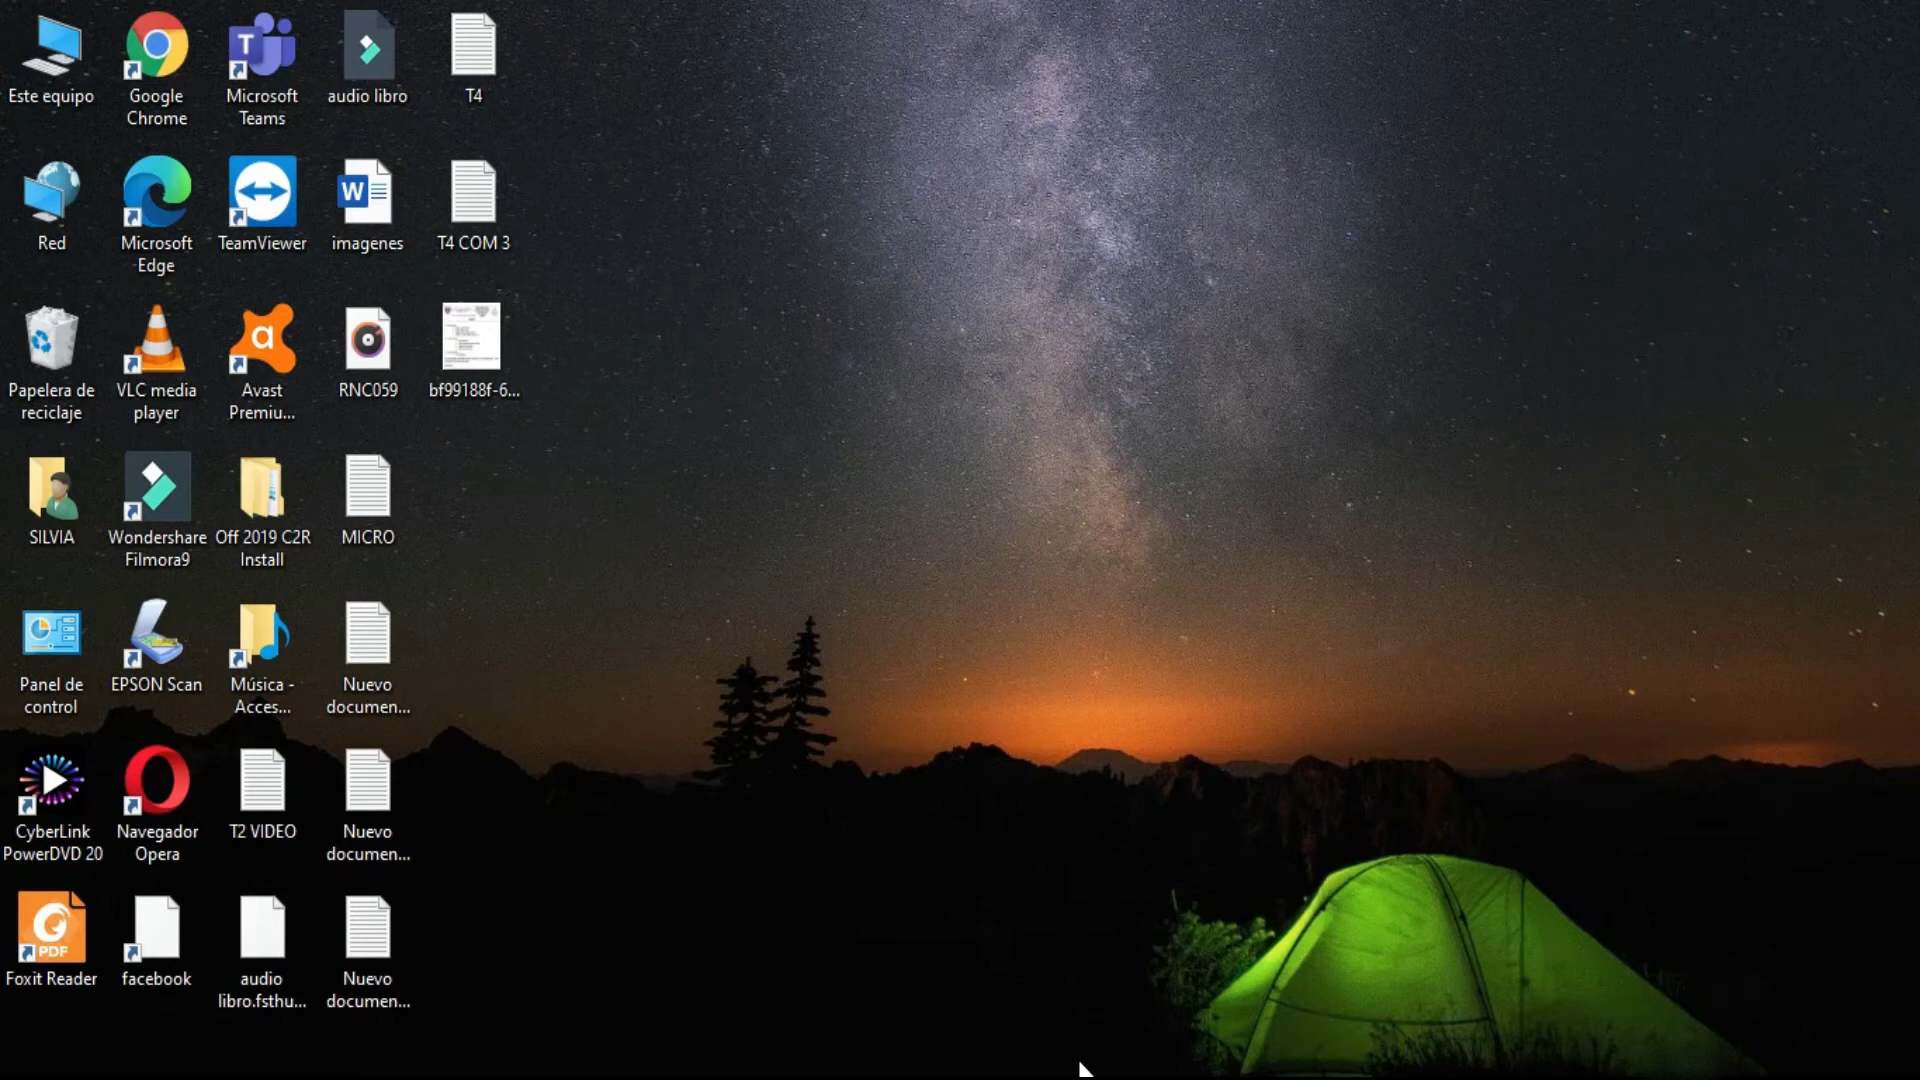 Este equipo
Google
Chrome
Microsoft
Teams
audio libro
T4
Red
Microsoft
Edge
TeamViewer
imagenes
T4 COM 3
Papelera de
reciclaje
VLC media
player
Avast
Premiu...
RNC059
bf99188f-6...
SILVIA
Wondershare
Filmora9
Off 2019 C2R
Install
MICRO
Panel de
control
EPSON Scan
Música -
Acces...
Nuevo
documen...
CyberLink
PowerDVD 20
Navegador
Opera
T2 VIDEO
Nuevo
documen...
PDF
Foxit Reader
facebook
audio
libro.fsthu...
Nuevo
documen...